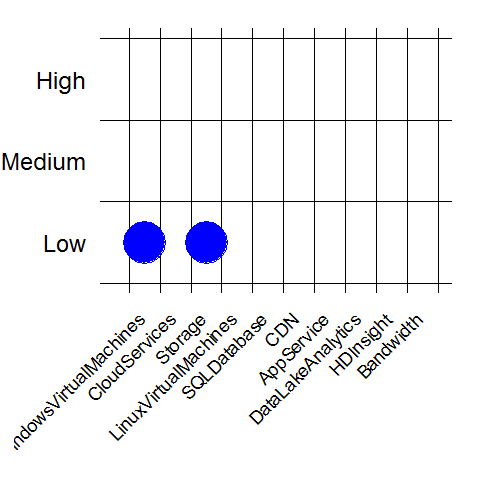 High
Medium
Low
ndowsVirtualMachines
CloudServices
Storage
LinuxVirtualMachines
SQLDatabase
CDN
AppService
DataLakeAnalytics
HDInsight
Bandwidth